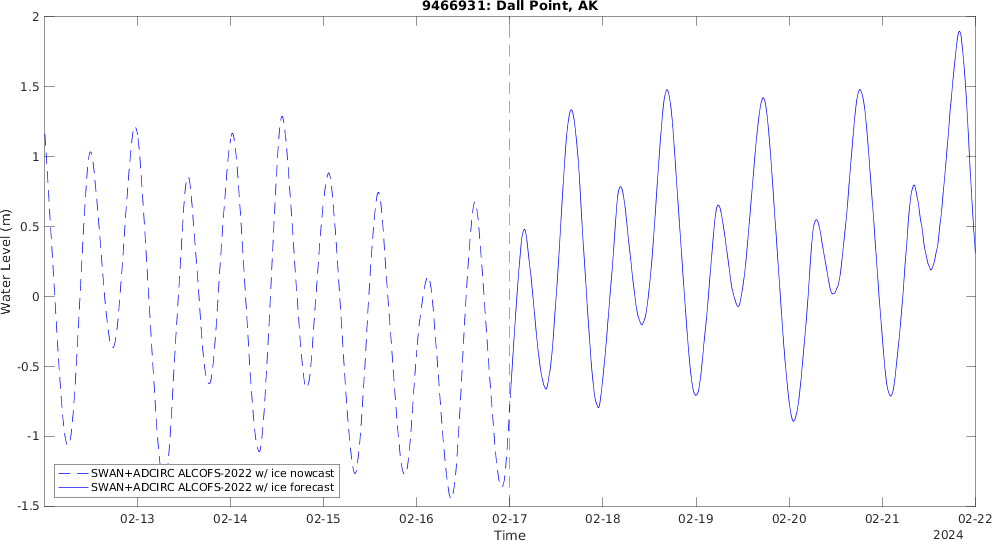 9466931: Dall Point, AK
Water Level (m)
2
1.5
1
0.5
0
-0.5
-1
-1.5
SWAN+ADCIRC ALCOFS-2022 w/ ice nowcast
SWAN+ADCIRC ALCOFS-2022 w/ ice forecast
02-13 02-14 02-15 02-16 02-17 02-18 02-19 02-20 02-21 02-22
Time
2024